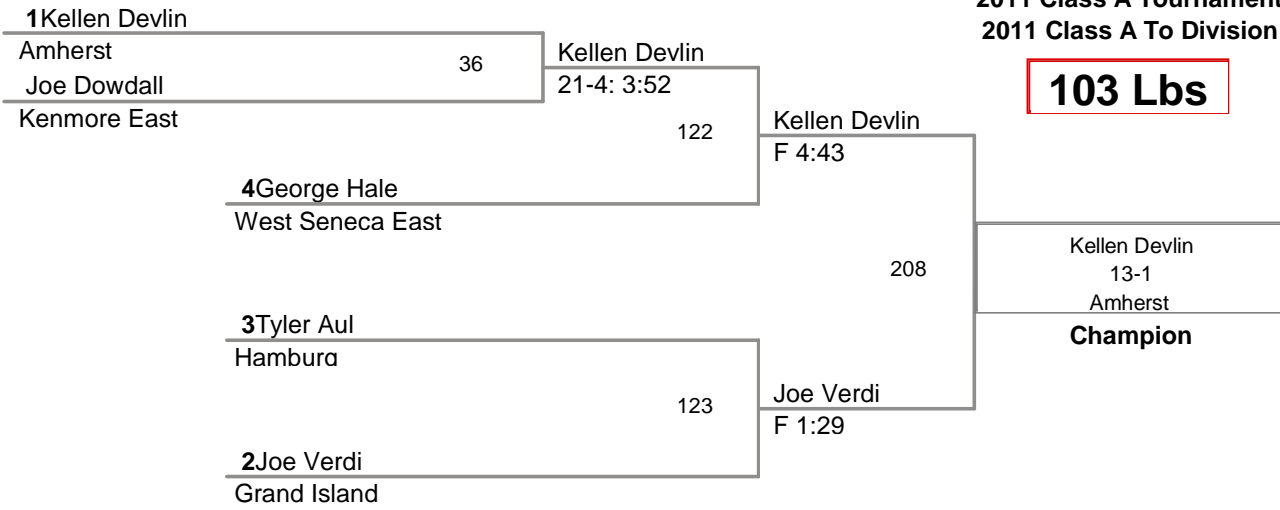 2011 Class A Tournament
2011 Class A To Division
103 Lbs
1Kellen Devlin
Amherst
Joe Dowdall
Kenmore East
36
Kellen Devlin
21-4: 3:52
4George Hale
West Seneca East
122
Kellen Devlin
F 4:43
3Tyler Aul
Hamburg
2Joe Verdi
Grand Island
123
Joe Verdi
F 1:29
208
Kellen Devlin
13-1
Amherst
Champion